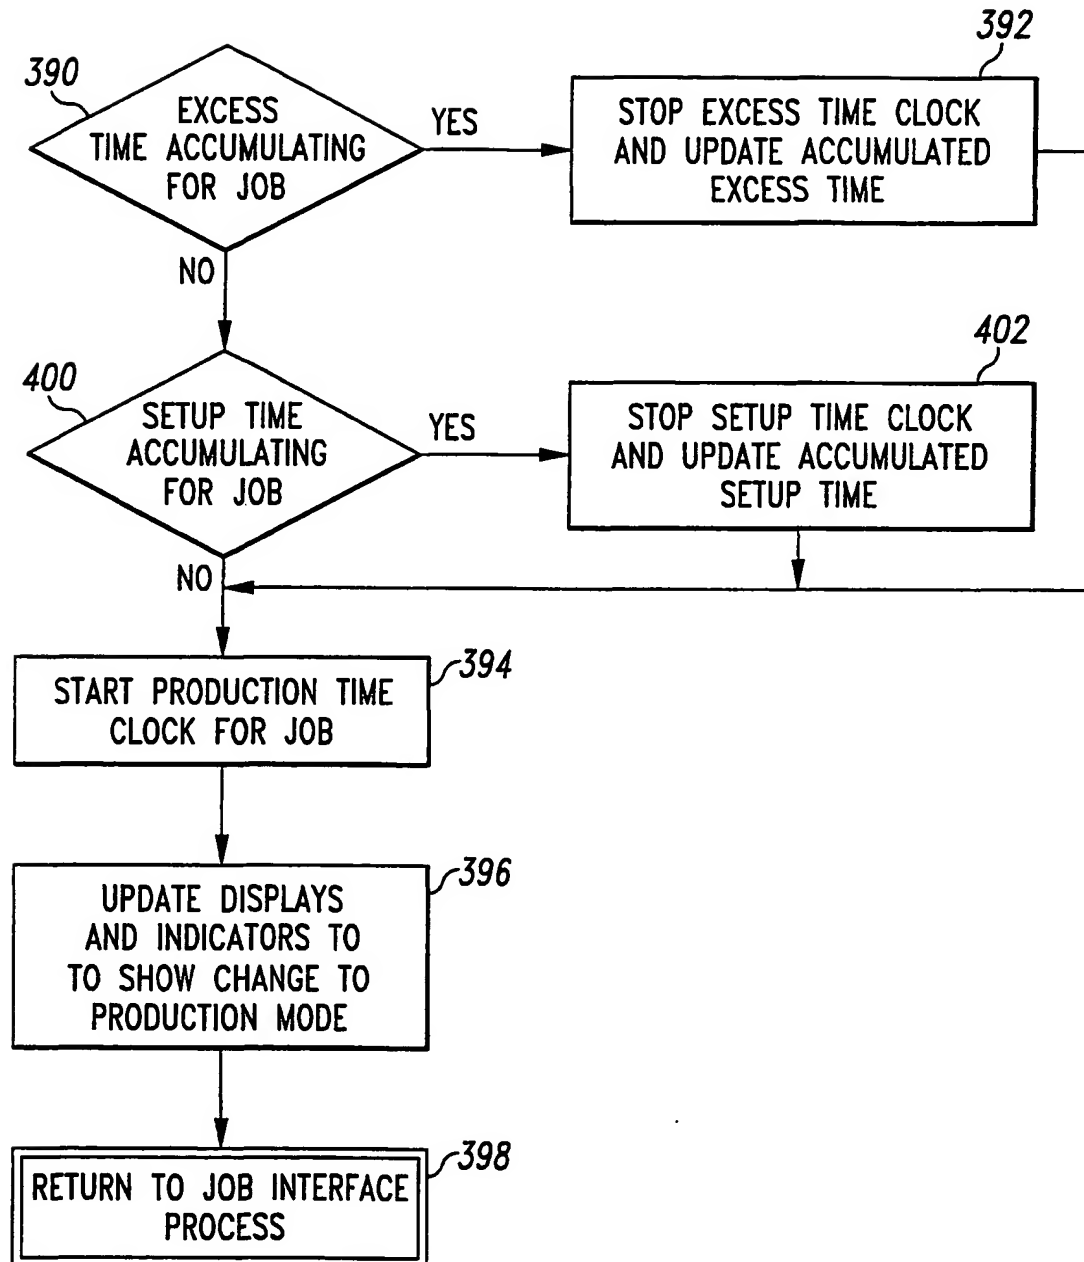 390
EXCESS
TIME ACCUMULATING
FOR JOB
YES
392
STOP EXCESS TIME CLOCK
AND UPDATE ACCUMULATED
EXCESS TIME
NO
400
SETUP TIME
ACCUMULATING
FOR JOB
YES
402
STOP SETUP TIME CLOCK
AND UPDATE ACCUMULATED
SETUP TIME
NO
394
START PRODUCTION TIME
CLOCK FOR JOB
396
UPDATE DISPLAYS
AND INDICATORS TO
TO SHOW CHANGE TO
PRODUCTION MODE
398
RETURN TO JOB INTERFACE
PROCESS